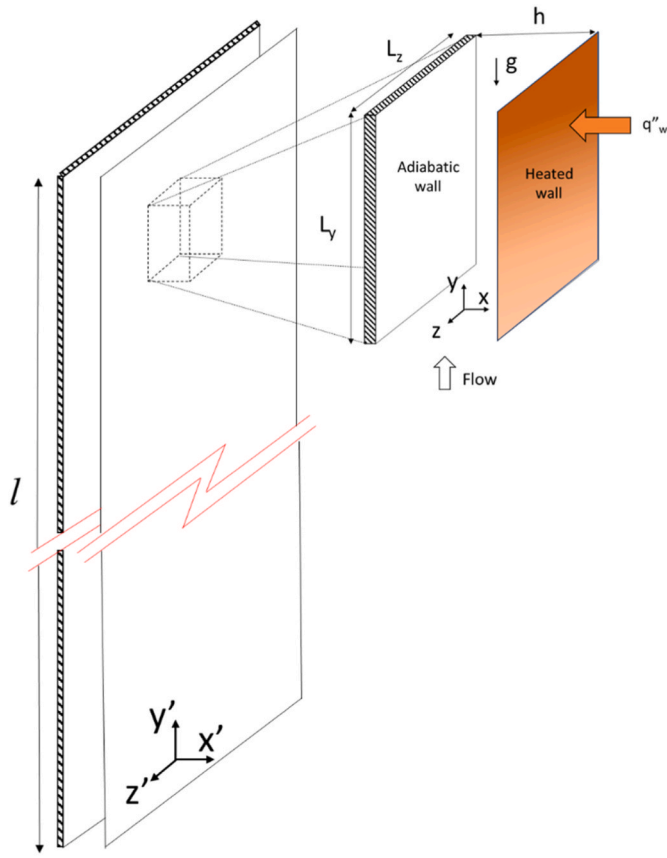 h
L_z
g
q"_w
Adiabatic
wall
Heated
wall
L_y
y
x
z
Flow
l
y'
x'
z'